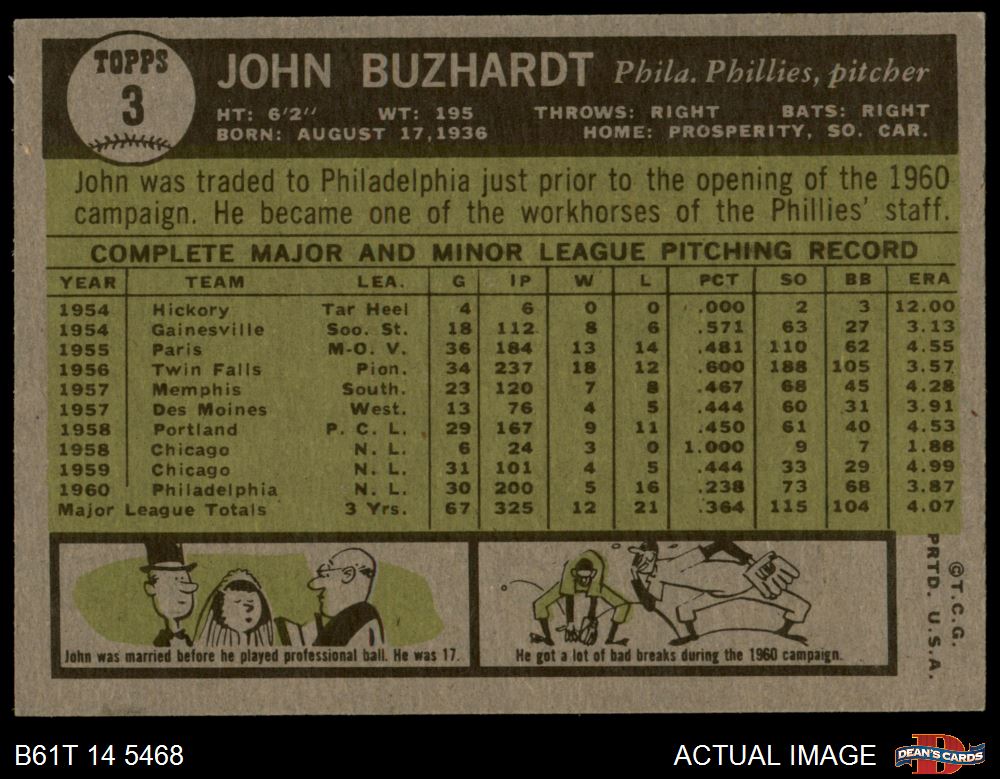 TOPPS
3
JOHN BUZHARDT Phila. Phillies, pitcher
HT: 6'2" WT: 195 THROWS: RIGHT BATS: RIGHT
BORN: AUGUST 17, 1936 HOME: PROSPERITY, SO. CAR.
John was traded to Philadelphia just prior to the opening of the 1960
campaign. He became one of the workhorses of the Phillies' staff.
COMPLETE MAJOR AND MINOR LEAGUE PITCHING RECORD
YEAR TEAM LEA. G IP W L PCT SO BB ERA
1954 Hickory Tar Heel 4 6 0 0 .000 2 3 12.00
1954 Gainesville Soo. St. 18 112 8 6 .571 63 27 3.13
1955 Paris M-O. V. 36 184 13 14 .481 110 62 4.55
1956 Twin Falls Pion. 34 237 18 12 .600 188 105 3.57
1957 Memphis South. 23 120 7 8 .467 68 45 4.28
1957 Des Moines West. 13 76 4 5 .444 60 31 3.91
1958 Portland P. C. L. 29 167 9 11 .450 61 40 4.53
1958 Chicago N. L. 6 24 3 0 1.000 9 7 1.88
1959 Chicago N. L. 31 101 4 5 .444 33 29 4.99
1960 Philadelphia N. L. 30 200 5 16 .238 73 68 3.87
Major League Totals 3 Yrs. 67 325 12 21 .364 115 104 4.07
John was married before he played professional ball. He was 17.
He got a lot of bad breaks during the 1960 campaign.
©T.C.G.
PRTD. U.S.A.
B61T 14 5468
ACTUAL IMAGE
DEAN'S CARDS